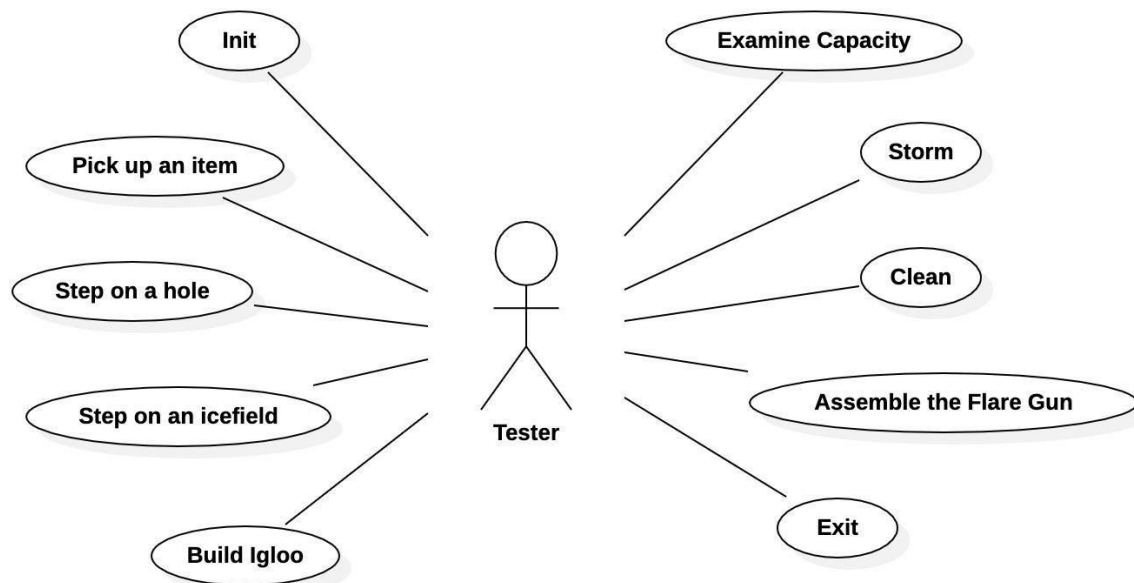 Init
Examine Capacity
Pick up an item
Storm
Step on a hole
Clean
Step on an icefield
Assemble the Flare Gun
Tester
Build Igloo
Exit